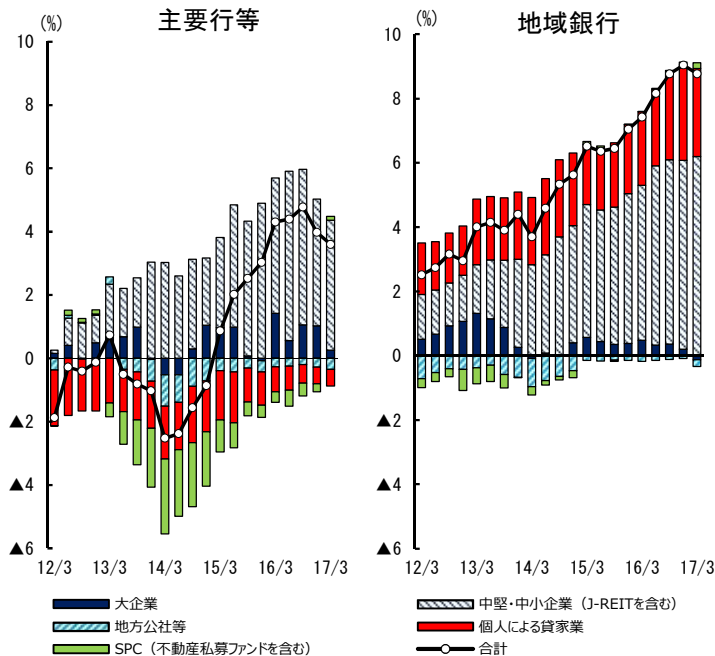 主要行等
(%)
10
8
6
4
2
0
▲2
▲4
▲6
12/3 13/3 14/3 15/3 16/3 17/3
地域銀行
(%)
10
8
6
4
2
0
▲2
▲4
▲6
12/3 13/3 14/3 15/3 16/3 17/3
大企業
地方公社等
SPC（不動産私募ファンドを含む）
中堅・中小企業（J-REITを含む）
個人による貸家業
合計